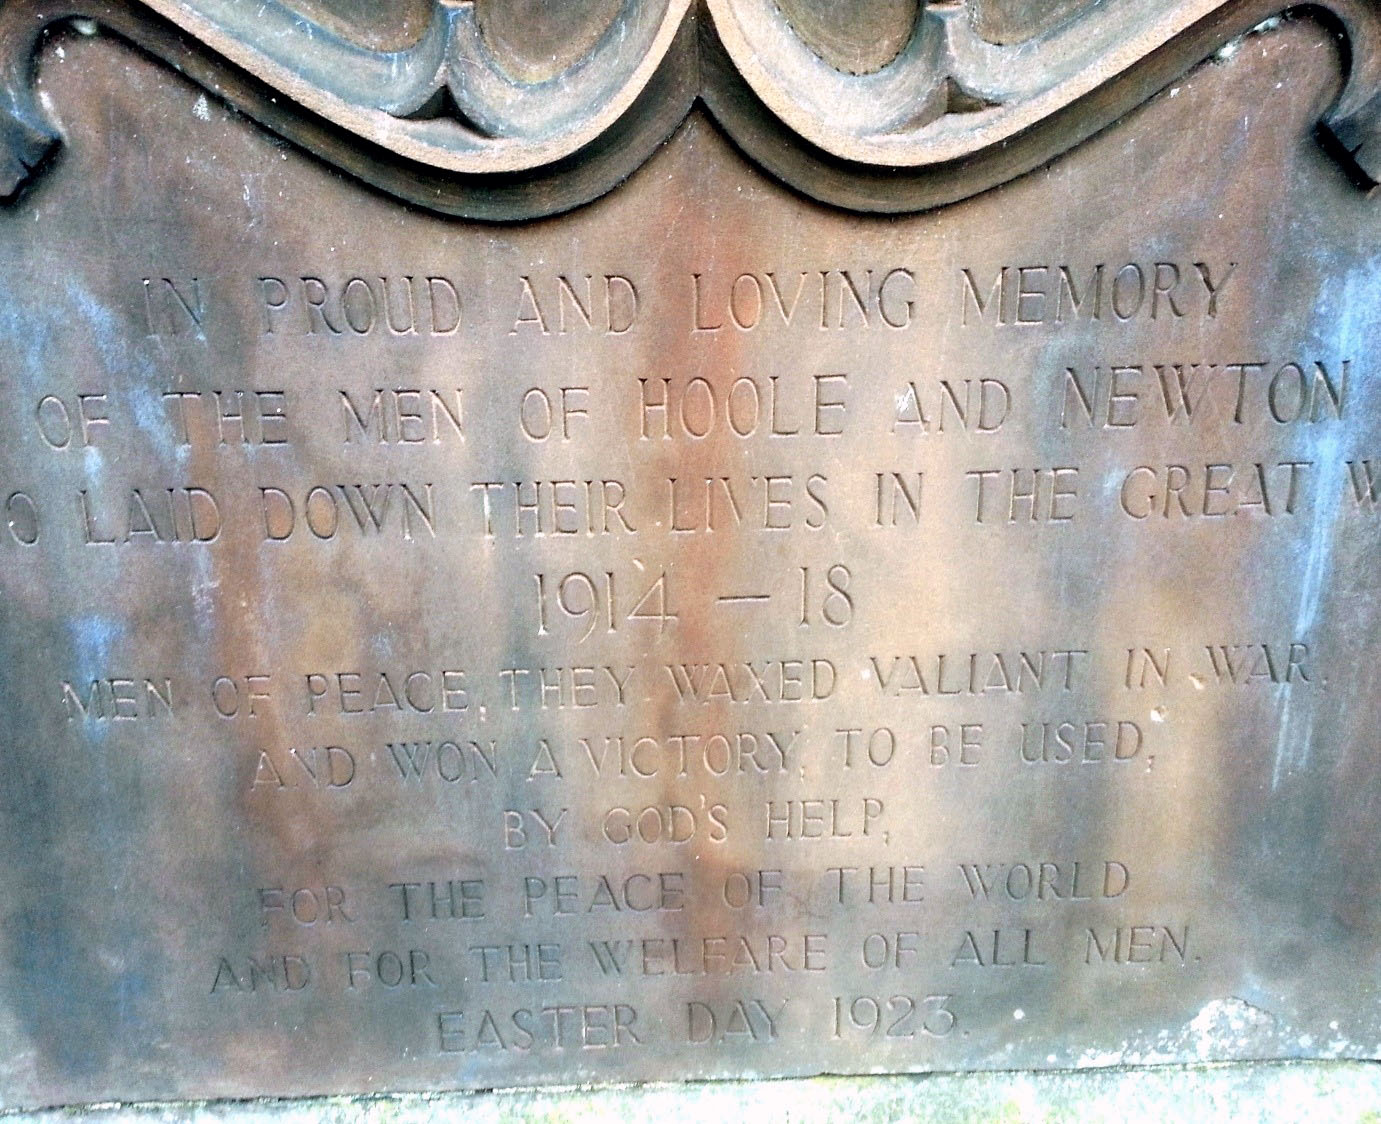 IN PROUD AND LOVING MEMORY
OF THE MEN OF HOOLE AND NEWTON
O LAID DOWN THEIR LIVES IN THE GREAT W
1914 – 18
MEN OF PEACE, THEY WAXED VALIANT IN WAR,
AND WON A VICTORY, TO BE USED,
BY GOD'S HELP,
FOR THE PEACE OF THE WORLD
AND FOR THE WELFARE OF ALL MEN.
EASTER DAY 1923.